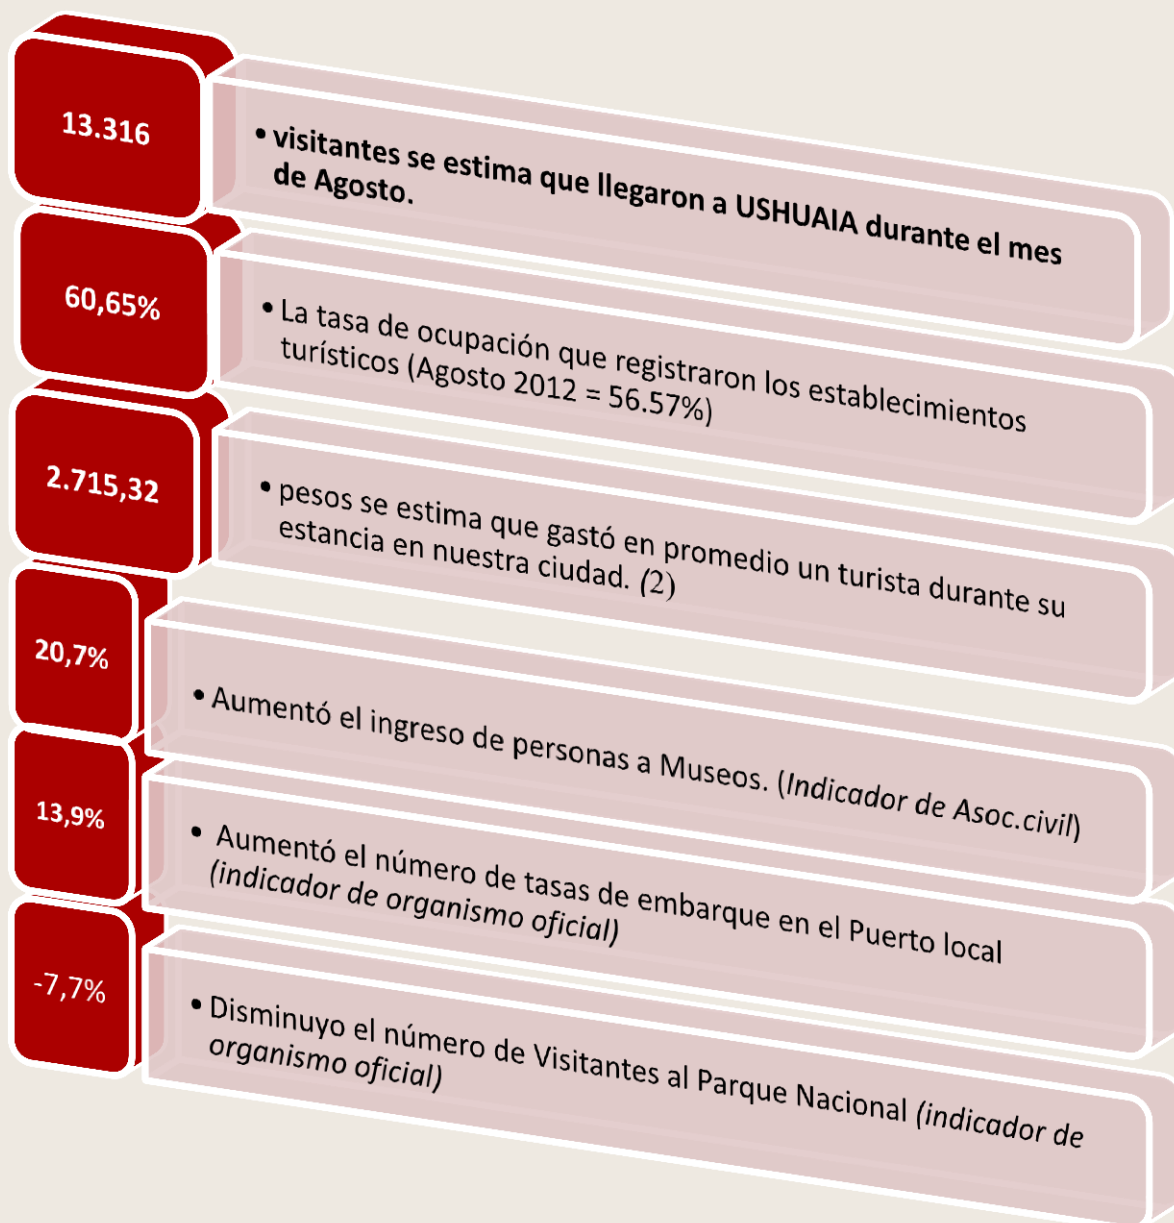 13.316
• visitantes se estima que llegaron a USHUAIA durante el mes
de Agosto.
60,65%
• La tasa de ocupación que registraron los establecimientos
turísticos (Agosto 2012 = 56.57%)
2.715,32
• pesos se estima que gastó en promedio un turista durante su
estancia en nuestra ciudad. (2)
20,7%
• Aumentó el ingreso de personas a Museos. (Indicador de Asoc.civil)
13,9%
• Aumentó el número de tasas de embarque en el Puerto local
(indicador de organismo oficial)
-7,7%
• Disminuyo el número de Visitantes al Parque Nacional (indicador de
organismo oficial)